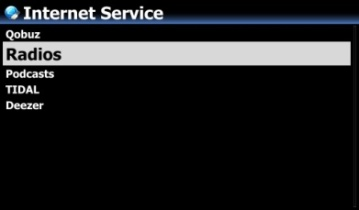 Internet Service
Qobuz
Radios
Podcasts
TIDAL
Deezer